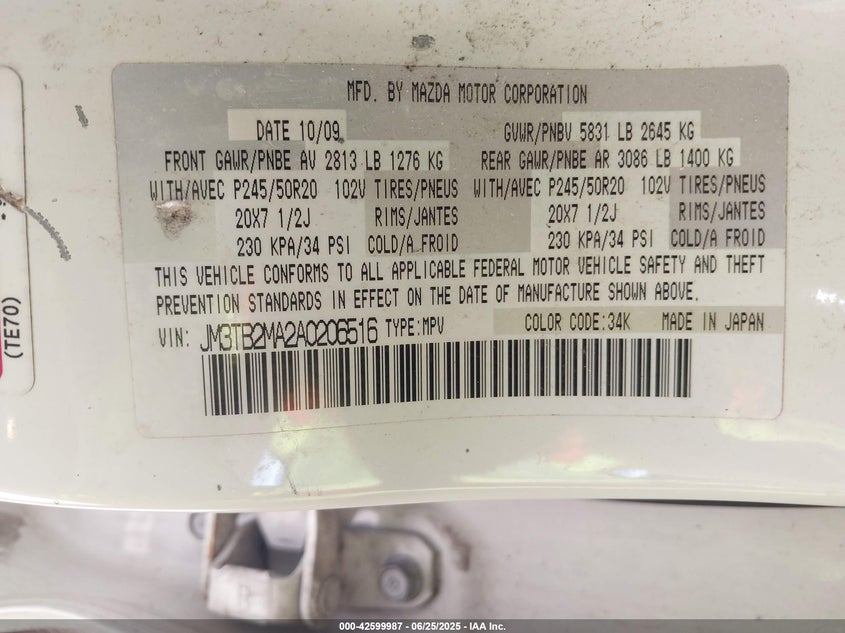 MFD. BY MAZDA MOTOR CORPORATION
DATE 10/09 GVWR/PNBV 5831 LB 2645 KG
FRONT GAWR/PNBE AV 2813 LB 1276 KG REAR GAWR/PNBE AR 3086 LB 1400 KG
WITH/AVEC P245/50R20 102V TIRES/PNEUS WITH/AVEC P245/50R20 102V TIRES/PNEUS
20X7 1/2J RIMS/JANTES 20X7 1/2J RIMS/JANTES
230 KPA/34 PSI COLD/A FROID 230 KPA/34 PSI COLD/A FROID
THIS VEHICLE CONFORMS TO ALL APPLICABLE FEDERAL MOTOR VEHICLE SAFETY AND THEFT
PREVENTION STANDARDS IN EFFECT ON THE DATE OF MANUFACTURE SHOWN ABOVE.
VIN: JM3TB2MA2A0206516 TYPE:MPV COLOR CODE:34K MADE IN JAPAN
(TE70)
000-42599987 - 06/25/2025 - IAA Inc.